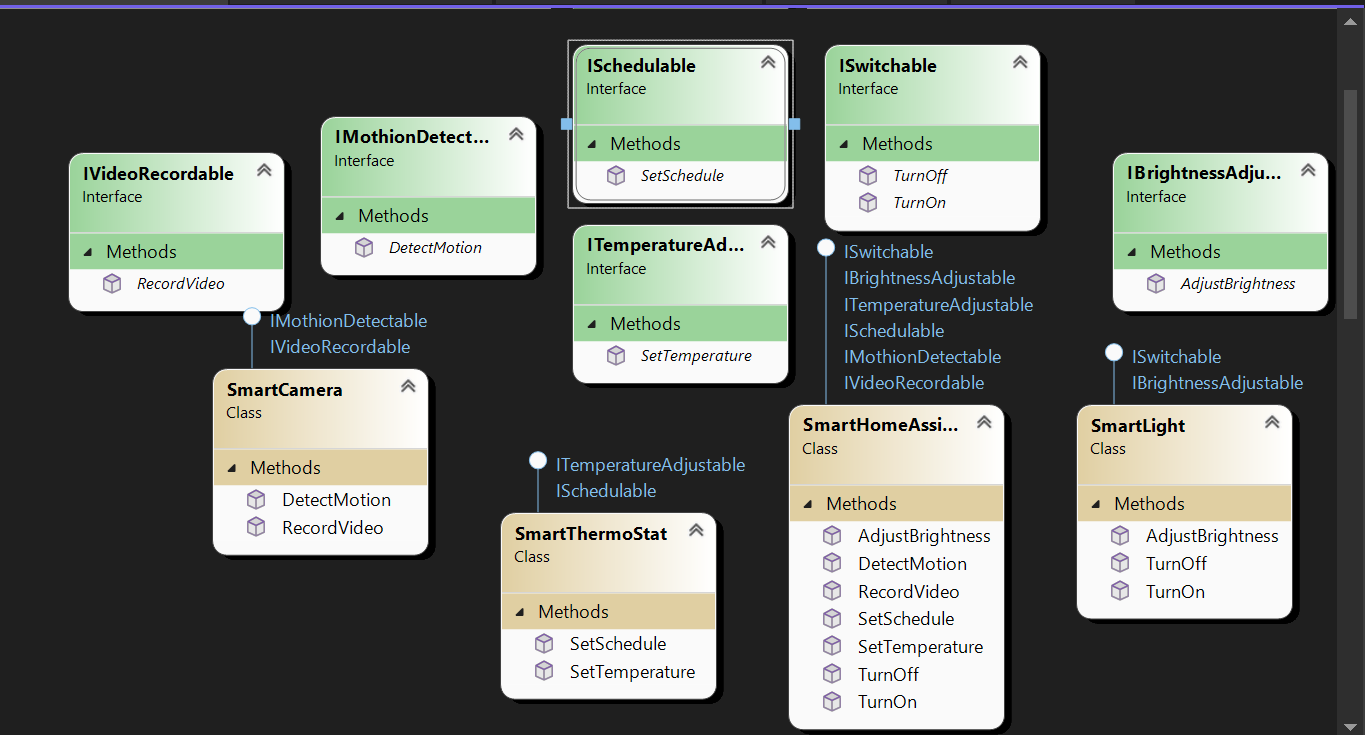 ISchedulable
Interface
Methods
SetSchedule
ISwitchable
Interface
Methods
TurnOff
TurnOn
IMothionDetect...
Interface
Methods
DetectMotion
IVideoRecordable
Interface
Methods
RecordVideo
IBrightnessAdju...
Interface
Methods
AdjustBrightness
ITemperatureAd...
Interface
Methods
SetTemperature
IMothionDetectable
IVideoRecordable
SmartCamera
Class
Methods
DetectMotion
RecordVideo
ITemperatureAdjustable
ISchedulable
SmartThermoStat
Class
Methods
SetSchedule
SetTemperature
ISwitchable
IBrightnessAdjustable
ITemperatureAdjustable
ISchedulable
IMothionDetectable
IVideoRecordable
SmartHomeAssi...
Class
Methods
AdjustBrightness
DetectMotion
RecordVideo
SetSchedule
SetTemperature
TurnOff
TurnOn
ISwitchable
IBrightnessAdjustable
SmartLight
Class
Methods
AdjustBrightness
TurnOff
TurnOn